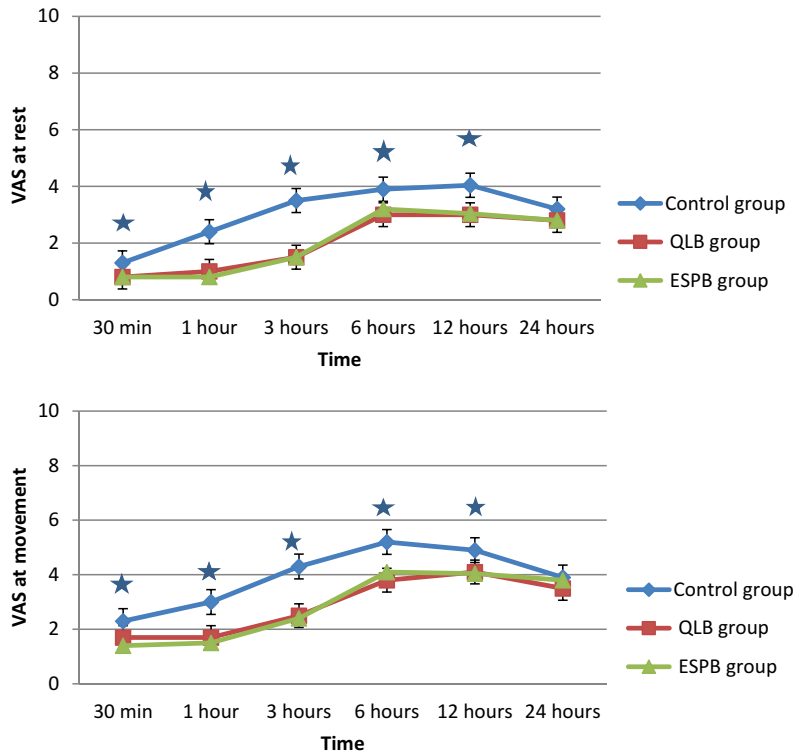 10
8
6
4
2
0
VAS at rest
30 min 1 hour 3 hours 6 hours 12 hours 24 hours
Time
Control group
QLB group
ESPB group
10
8
6
4
2
0
VAS at movement
30 min 1 hour 3 hours 6 hours 12 hours 24 hours
Time
Control group
QLB group
ESPB group